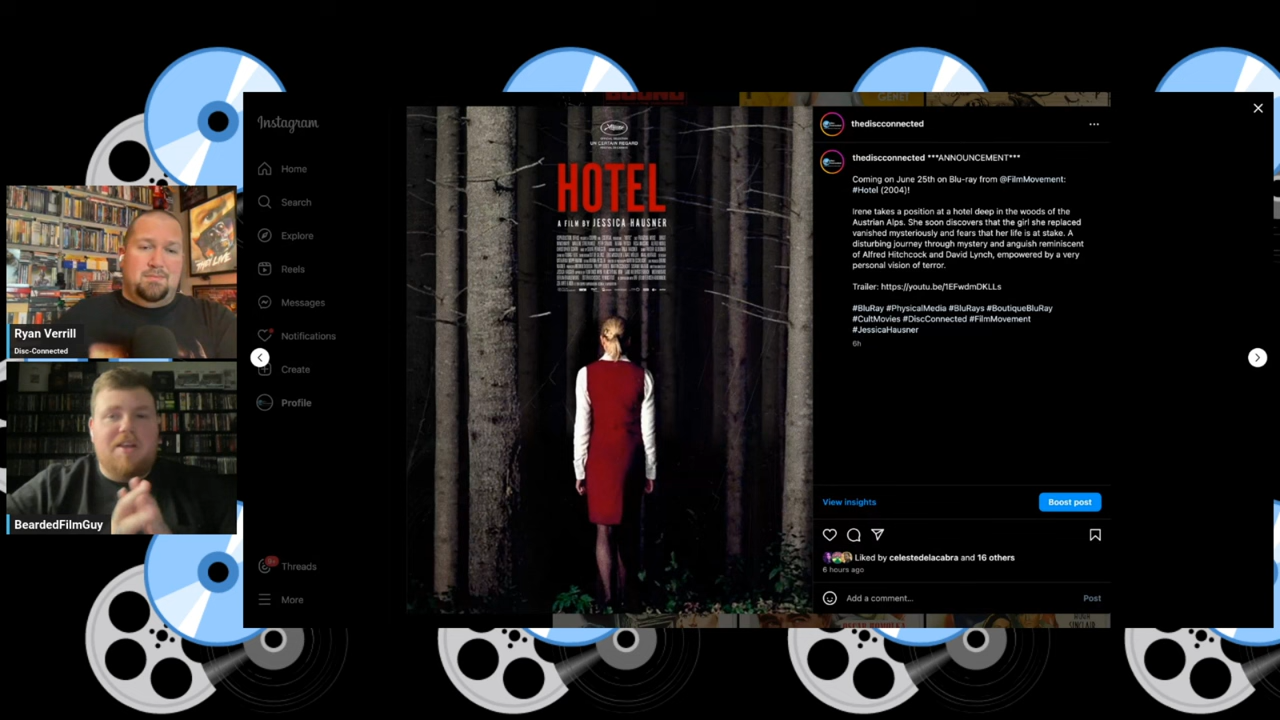 GENET
Instagram
Home
Search
Explore
Reels
Messages
Notifications
Create
Profile
Threads
More
Ryan Verrill
Disc-Connected
BeardedFilmGuy
THEY LIVE
UN CERTAIN REGARD
HOTEL
A FILM BY JESSICA HAUSNER
thediscconnected
thediscconnected ***ANNOUNCEMENT***
Coming on June 25th on Blu-ray from @FilmMovement:
#Hotel (2004)!
Irene takes a position at a hotel deep in the woods of the
Austrian Alps. She soon discovers that the girl she replaced
vanished mysteriously and fears that her life is at stake. A
disturbing journey through mystery and anguish reminiscent
of Alfred Hitchcock and David Lynch, empowered by a very
personal vision of terror.
Trailer: https://youtu.be/1EFwdmDKLLs
#BluRay #PhysicalMedia #BluRays #BoutiqueBluRay
#CultMovies #DiscConnected #FilmMovement
#JessicaHausner
6h
View insights
Boost post
Liked by celestedelacabra and 16 others
6 hours ago
Add a comment...
Post